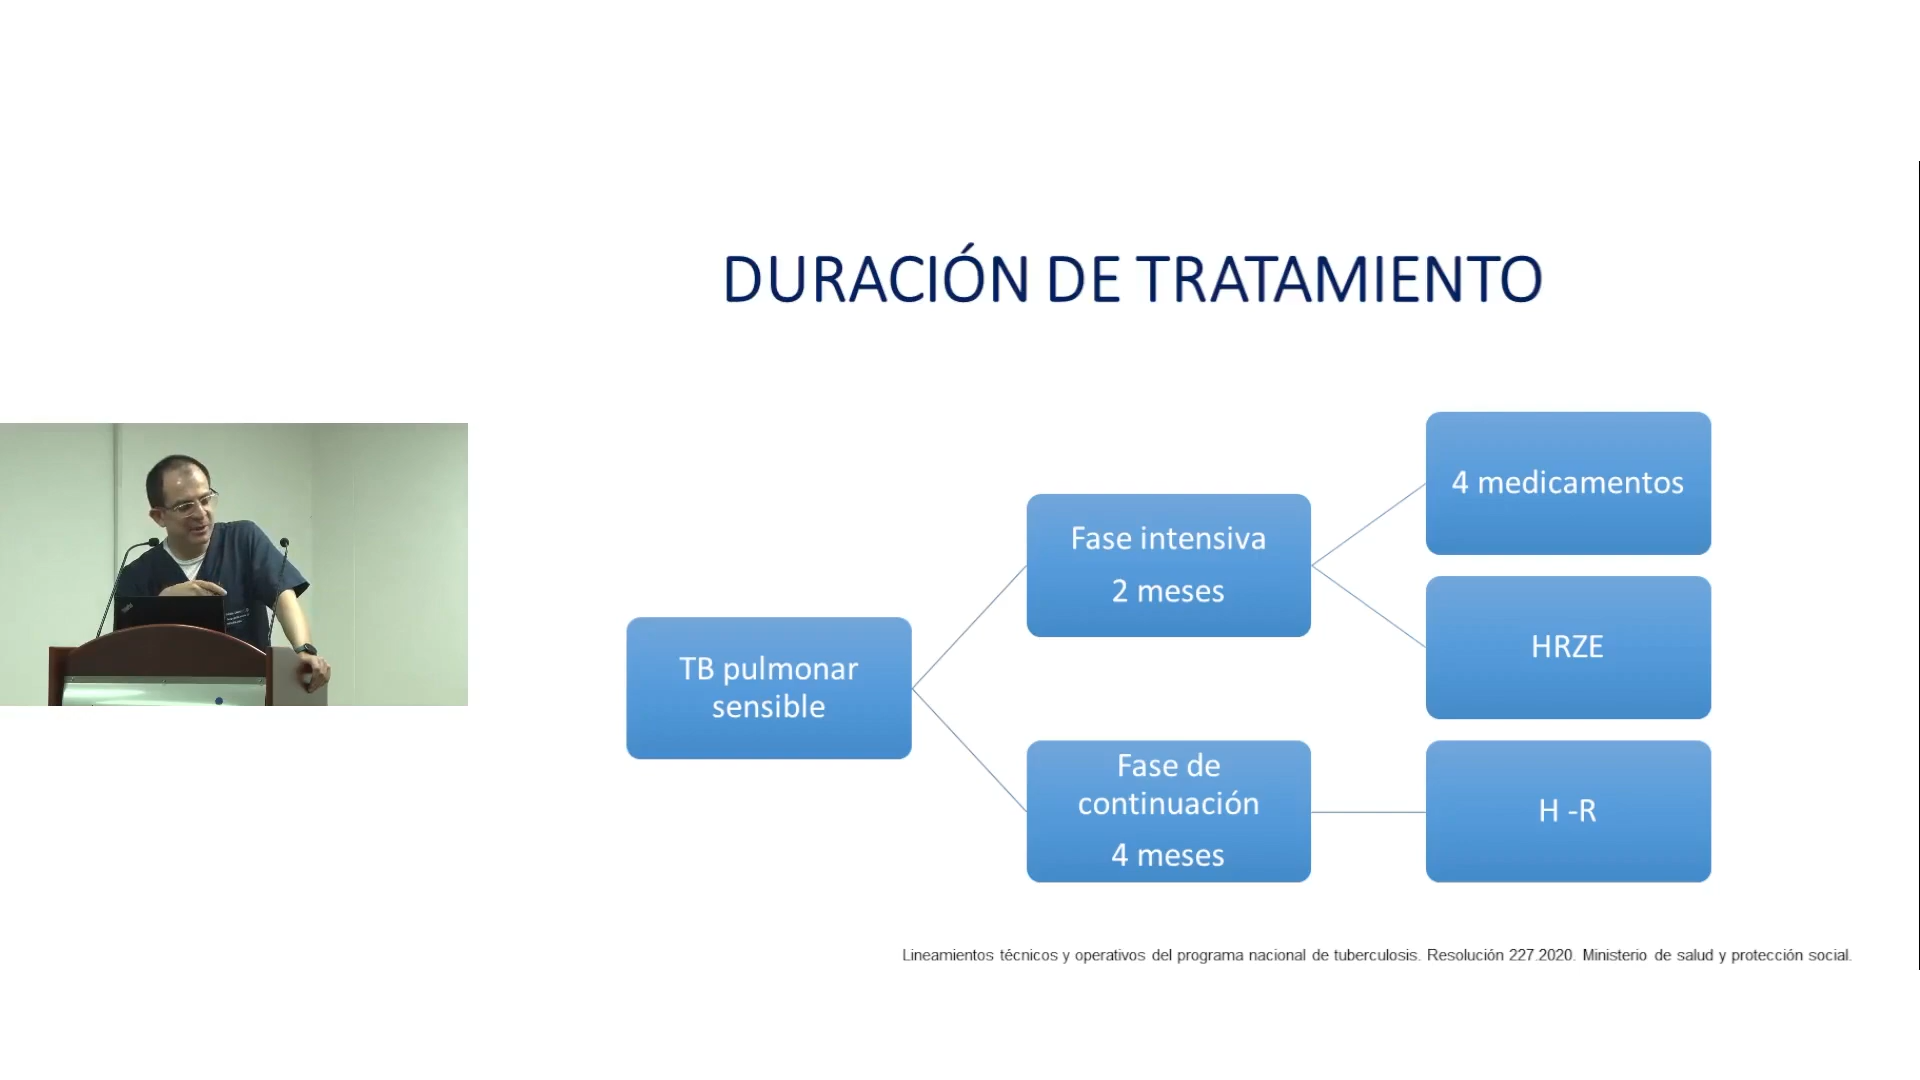 DURACIÓN DE TRATAMIENTO
TB pulmonar
sensible
Fase intensiva
2 meses
4 medicamentos
HRZE
Fase de
continuación
4 meses
H -R
Lineamientos técnicos y operativos del programa nacional de tuberculosis. Resolución 227.2020. Ministerio de salud y protección social.